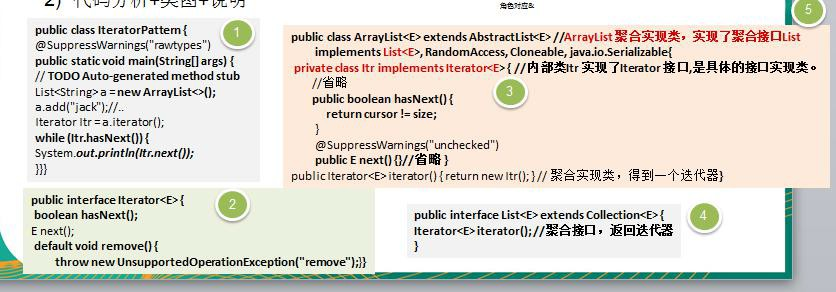 2) 代码分析+类图+说明
角色对应&
5
1
public class IteratorPattem {
@SuppressWarnings("rawtypes")
public static void main(String[] args) {
// TODO Auto-generated method stub
List<String> a = new ArrayList<>();
a.add("jack");//..
Iterator Itr = a.iterator();
while (Itr.hasNext()) {
System.out.println(Itr.next());
}}}
public class ArrayList<E> extends AbstractList<E> //ArrayList 聚合实现类，实现了聚合接口List
implements List<E>, RandomAccess, Cloneable, java.io.Serializable{
private class Itr implements Iterator<E> { //内部类Itr 实现了Iterator 接口,是具体的接口实现类。
//省略
3
public boolean hasNext() {
return cursor != size;
}
@SuppressWarnings("unchecked")
public E next() {}//省略 }
public Iterator<E> iterator() { return new Itr(); } // 聚合实现类，得到一个迭代器}
2
public interface Iterator<E> {
boolean hasNext();
E next();
default void remove() {
throw new UnsupportedOperationException("remove");}}
4
public interface List<E> extends Collection<E> {
Iterator<E> iterator();//聚合接口，返回迭代器
}